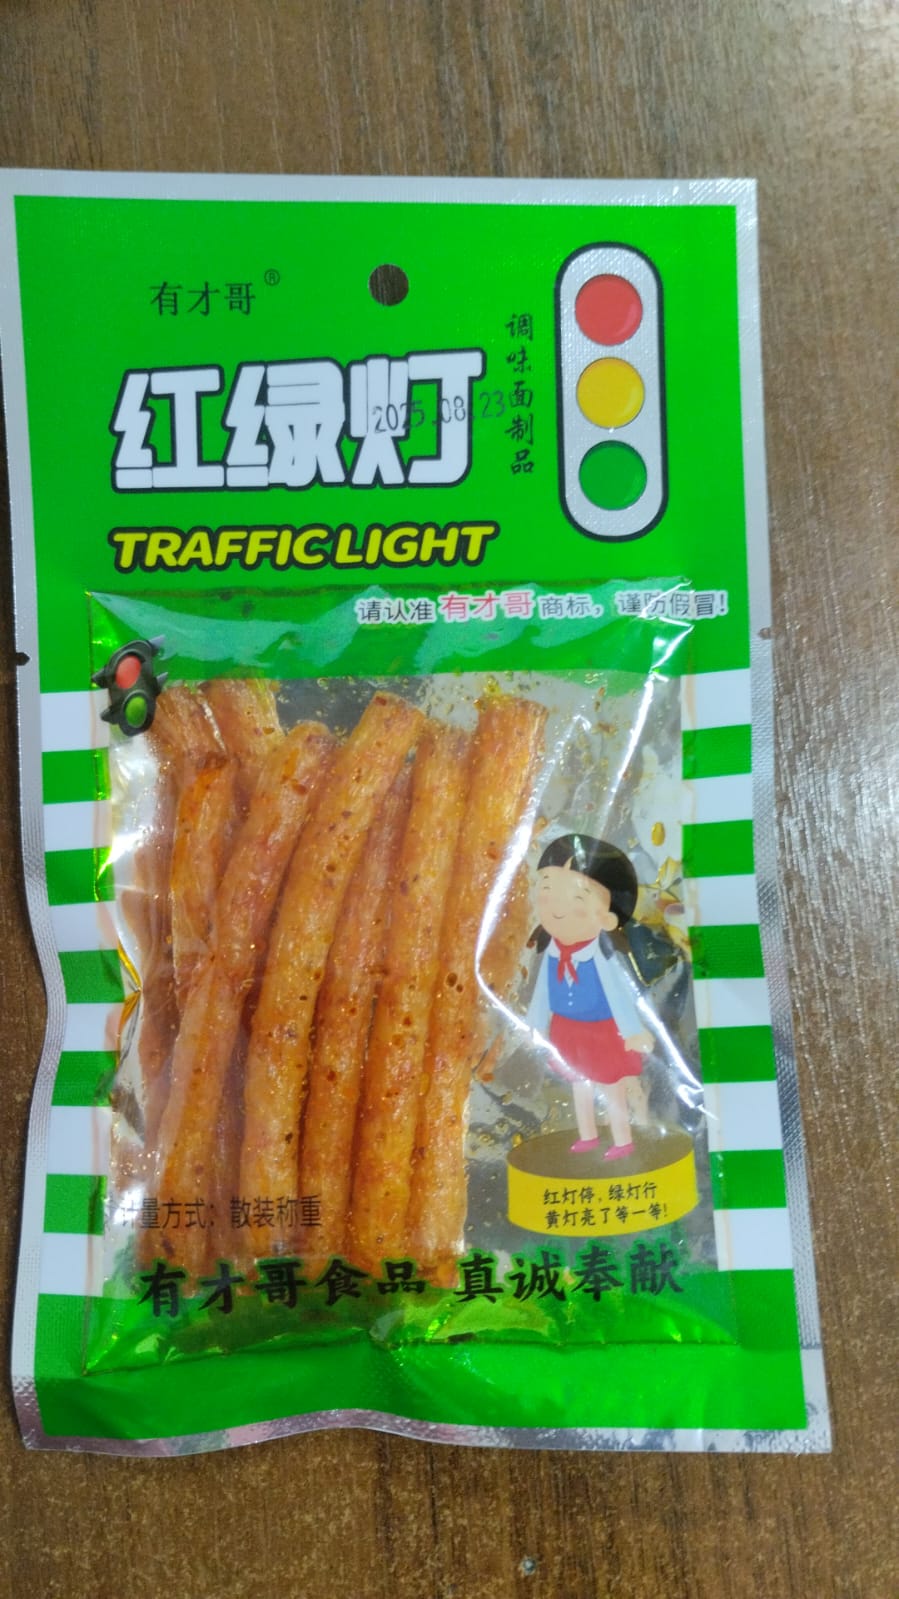 有才哥®
红绿灯
2025.08.23
调味面制品
TRAFFIC LIGHT
请认准 有才哥 商标，谨防假冒！
红灯停，绿灯行
黄灯亮了等一等！
计量方式：散装称重
有才哥食品 真诚奉献